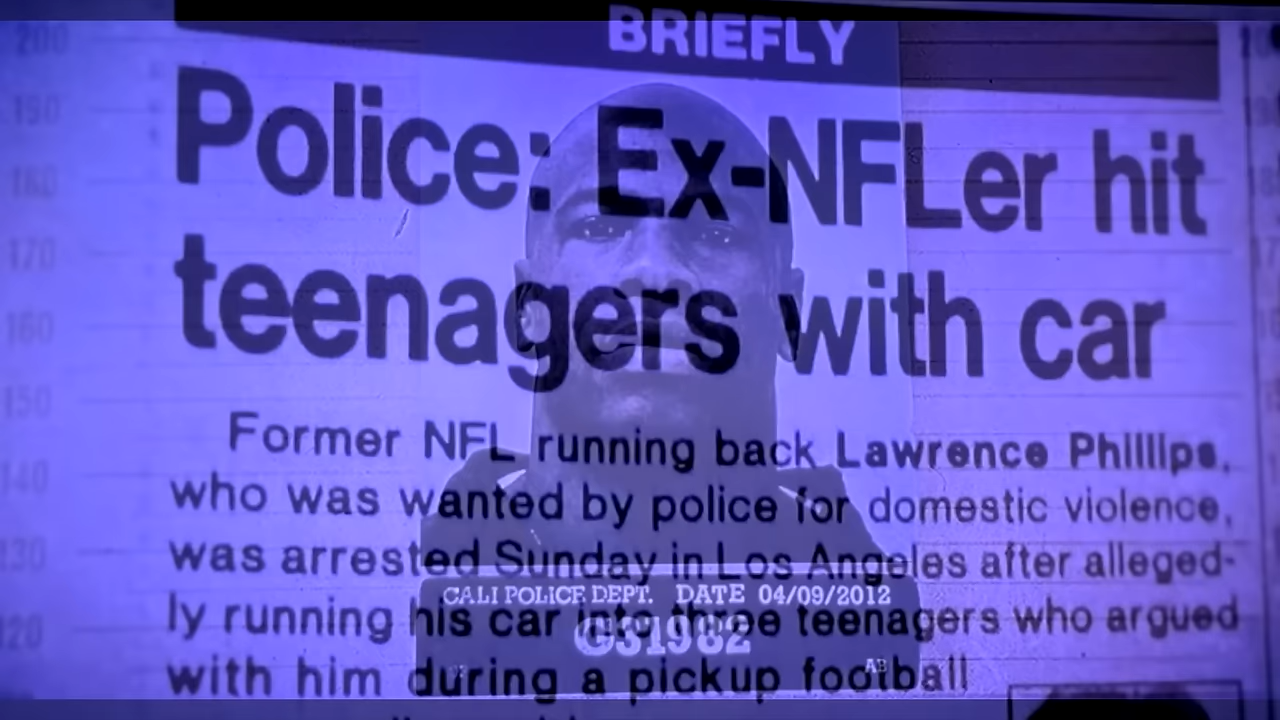 BRIEFLY
Police: Ex-NFLer hit
teenagers with car
Former NFL running back Lawrence Phillips,
who was wanted by police for domestic violence,
was arrested Sunday in Los Angeles after alleged-
ly running his car into three teenagers who argued
with him during a pickup football
CALI POLICE DEPT. DATE 04/09/2012
G31982
AB
200
190
180
170
160
150
140
130
120